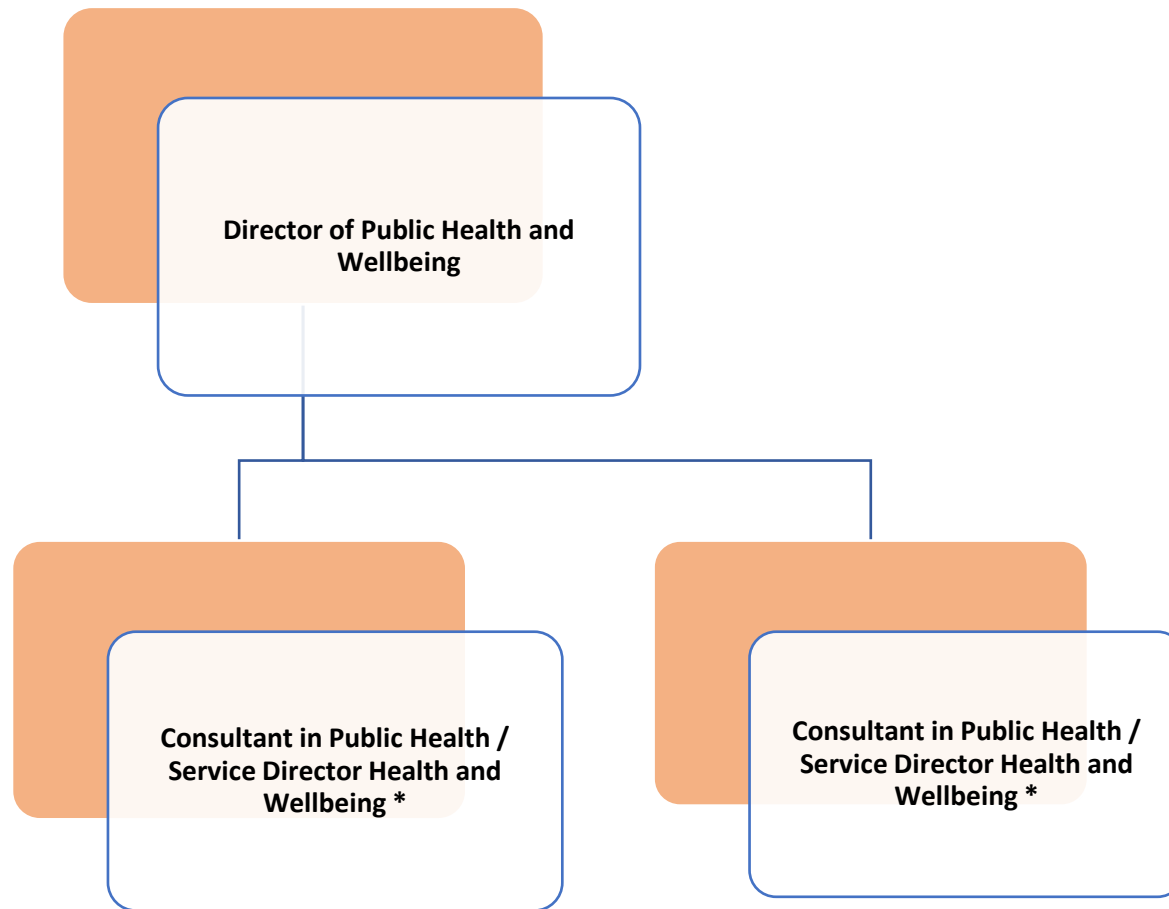 Director of Public Health and
Wellbeing
Consultant in Public Health /
Service Director Health and
Wellbeing *
Consultant in Public Health /
Service Director Health and
Wellbeing *